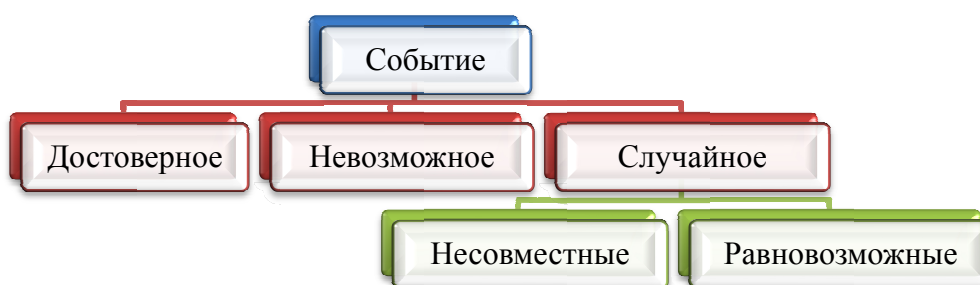 Событие
Достоверное Невозможное Случайное
Несовместные Равновозможные